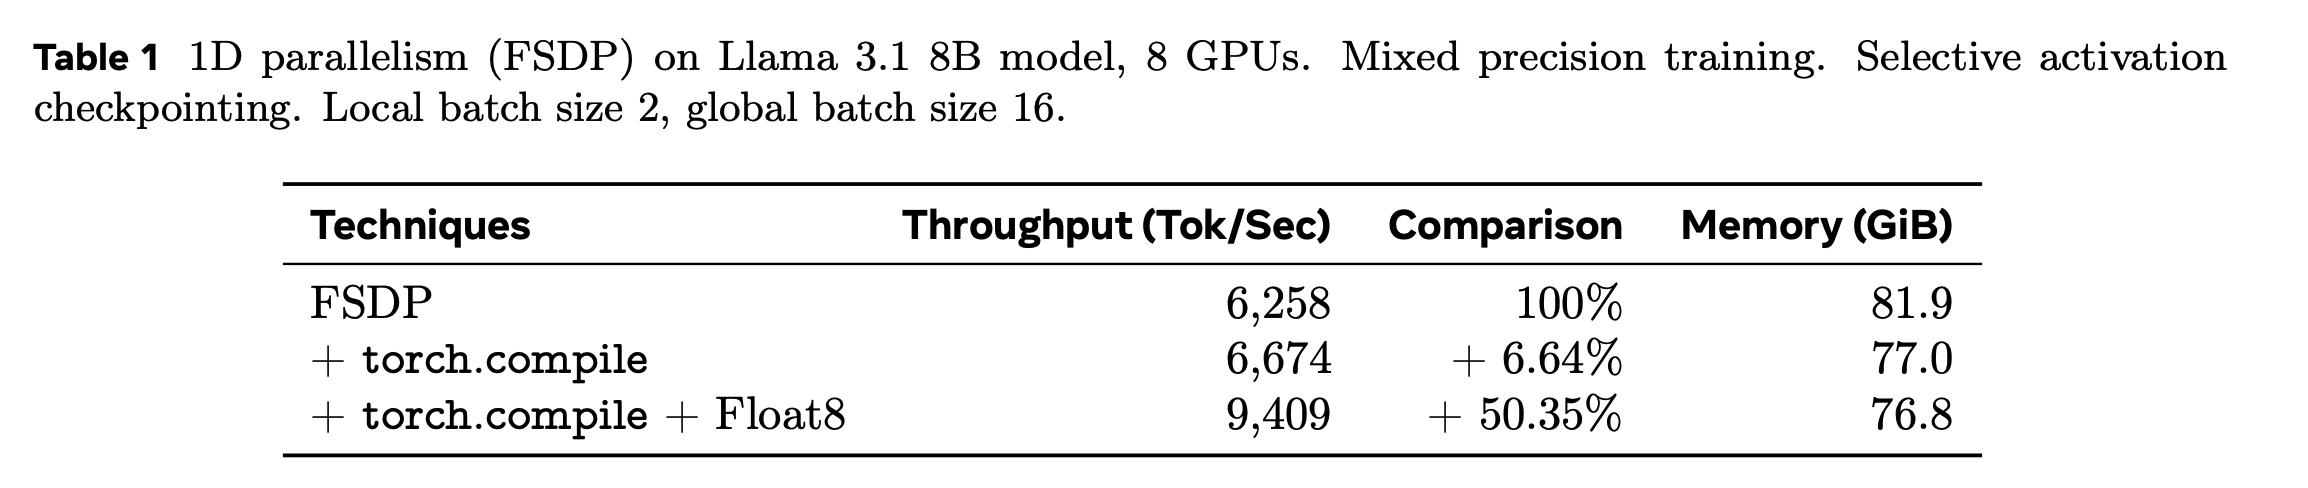 Table 1 1D parallelism (FSDP) on Llama 3.1 8B model, 8 GPUs. Mixed precision training. Selective activation
checkpointing. Local batch size 2, global batch size 16.
Techniques Throughput (Tok/Sec) Comparison Memory (GiB)
FSDP 6,258 100% 81.9
+ torch.compile 6,674 + 6.64% 77.0
+ torch.compile + Float8 9,409 + 50.35% 76.8